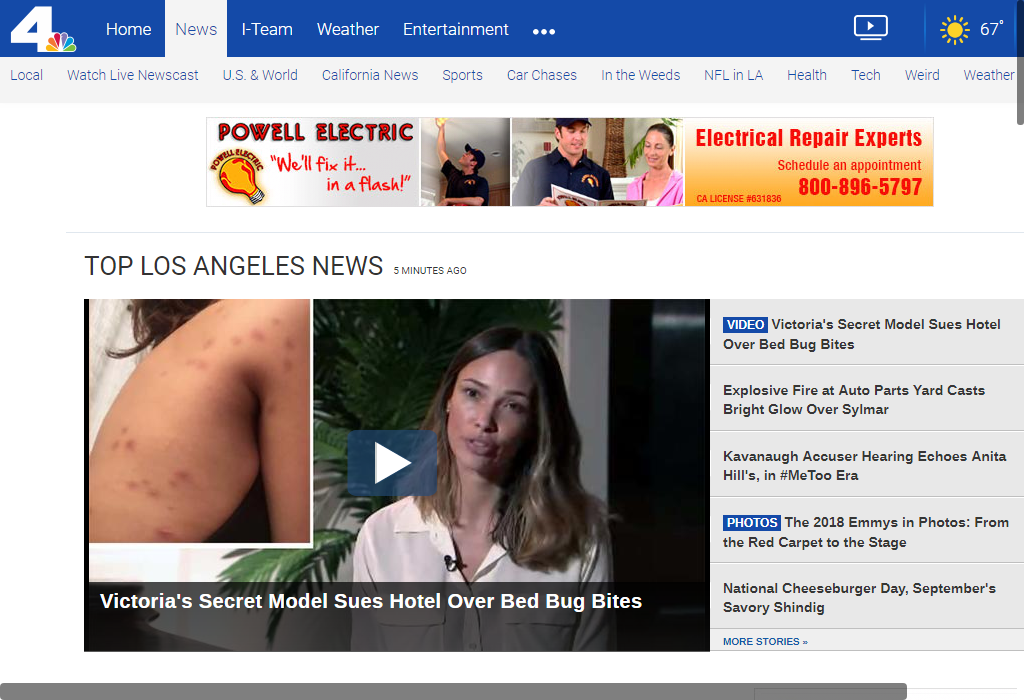 4
Home News I-Team Weather Entertainment ••• 67°
Local Watch Live Newscast U.S. & World California News Sports Car Chases In the Weeds NFL in LA Health Tech Weird Weather
POWELL ELECTRIC
POWELL ELECTRIC
"We'll fix it...
in a flash!"
Electrical Repair Experts
Schedule an appointment
800-896-5797
CA LICENSE #631836
TOP LOS ANGELES NEWS 5 MINUTES AGO
Victoria's Secret Model Sues Hotel Over Bed Bug Bites
VIDEO Victoria's Secret Model Sues Hotel
Over Bed Bug Bites
Explosive Fire at Auto Parts Yard Casts
Bright Glow Over Sylmar
Kavanaugh Accuser Hearing Echoes Anita
Hill's, in #MeToo Era
PHOTOS The 2018 Emmys in Photos: From
the Red Carpet to the Stage
National Cheeseburger Day, September's
Savory Shindig
MORE STORIES »